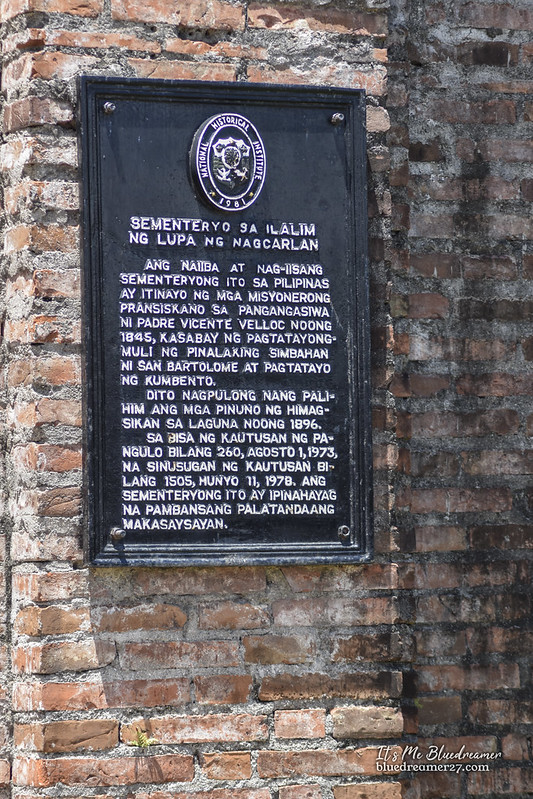 NATIONAL HISTORICAL INSTITUTE
1981
SEMENTERYO SA ILALIM
NG LUPA NG NAGCARLAN
ANG NAIIBA AT NAG-IISANG
SEMENTERYONG ITO SA PILIPINAS
AY ITINAYO NG MGA MISYONERONG
PRANSISKANO SA PANGANGASIWA
NI PADRE VICENTE VELLOC NOONG
1845, KASABAY NG PAGTATAYONG-
MULI NG PINALAKING SIMBAHAN
NI SAN BARTOLOME AT PAGTATAYO
NG KUMBENTO.
DITO NAGPULONG NANG PALI-
HIM ANG MGA PINUNO NG HIMAG-
SIKAN SA LAGUNA NOONG 1896.
SA BISA NG KAUTUSAN NG PA-
NGULO BILANG 260, AGOSTO 1, 1973,
NA SINUSUGAN NG KAUTUSAN BI-
LANG 1505, HUNYO 11, 1978. ANG
SEMENTERYONG ITO AY IPINAHAYAG
NA PAMBANSANG PALATANDAANG
MAKASAYSAYAN.
It's Me Bluedreamer
bluedreamer27.com